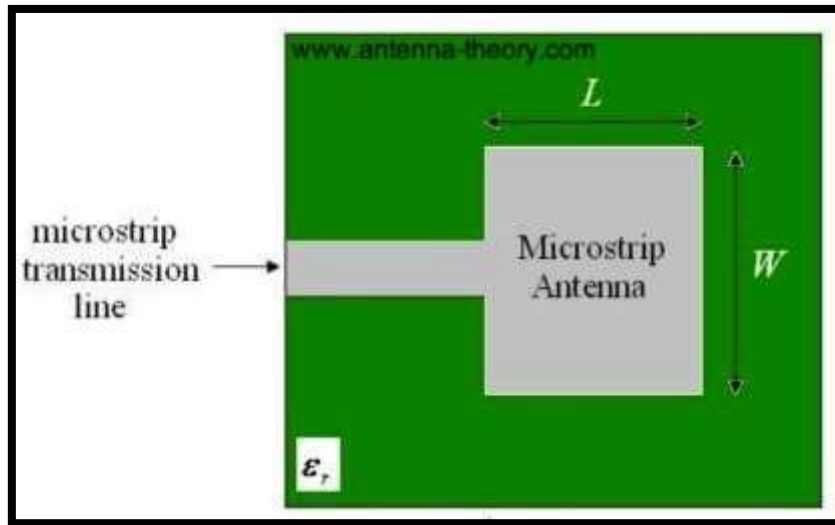 www.antenna-theory.com
L
microstrip
transmission
line
Microstrip
Antenna
W
εᵣ